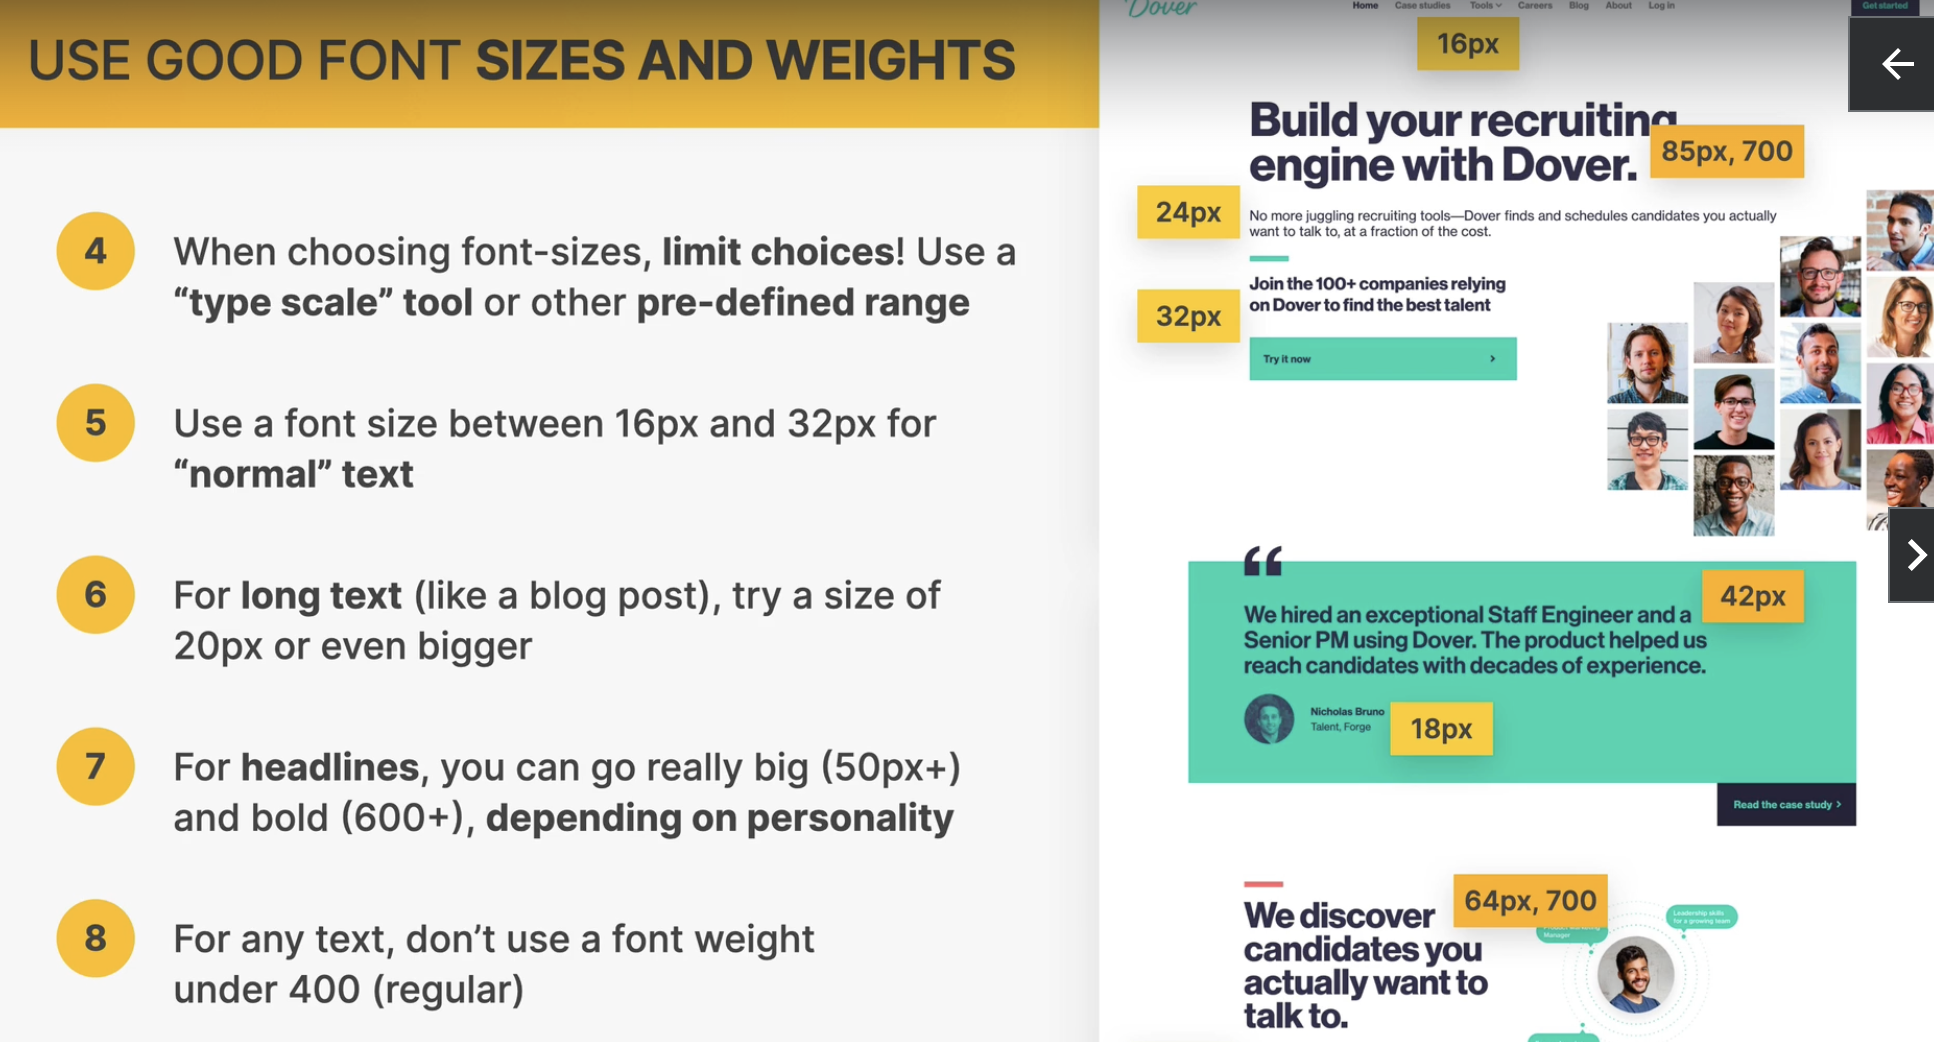 USE GOOD FONT SIZES AND WEIGHTS
4
When choosing font-sizes, limit choices! Use a
“type scale” tool or other pre-defined range
5
Use a font size between 16px and 32px for
“normal” text
6
For long text (like a blog post), try a size of
20px or even bigger
7
For headlines, you can go really big (50px+)
and bold (600+), depending on personality
8
For any text, don’t use a font weight
under 400 (regular)
Dover
Home Case studies Tools Careers Blog About Log in
Get started
16px
Build your recruiting
engine with Dover.
85px, 700
24px
No more juggling recruiting tools—Dover finds and schedules candidates you actually
want to talk to, at a fraction of the cost.
32px
Join the 100+ companies relying
on Dover to find the best talent
Try it now
“
We hired an exceptional Staff Engineer and a
Senior PM using Dover. The product helped us
reach candidates with decades of experience.
42px
Nicholas Bruno
Talent, Forge
18px
Read the case study
64px, 700
We discover
candidates you
actually want to
talk to.
Leadership skills
for a growing team
Manager